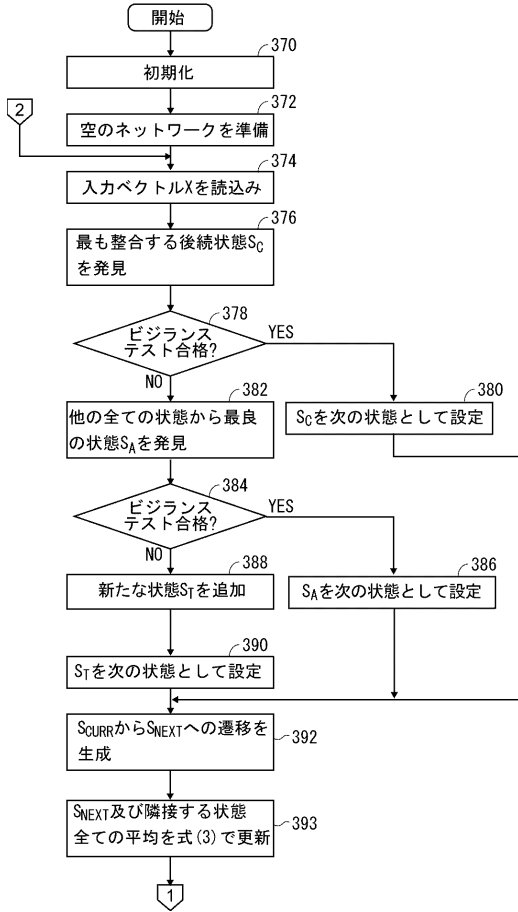 開始
370
初期化
372
2
空のネットワークを準備
374
入力ベクトルXを読込み
376
最も整合する後続状態SC
を発見
378
ビジランス
テスト合格?
YES
NO
382
380
他の全ての状態から最良
の状態SAを発見
SCを次の状態として設定
384
ビジランス
テスト合格?
YES
NO
388
386
新たな状態STを追加
SAを次の状態として設定
390
STを次の状態として設定
SCURRからSNEXTへの遷移を
生成
392
SNEXT及び隣接する状態
全ての平均を式(3)で更新
393
1